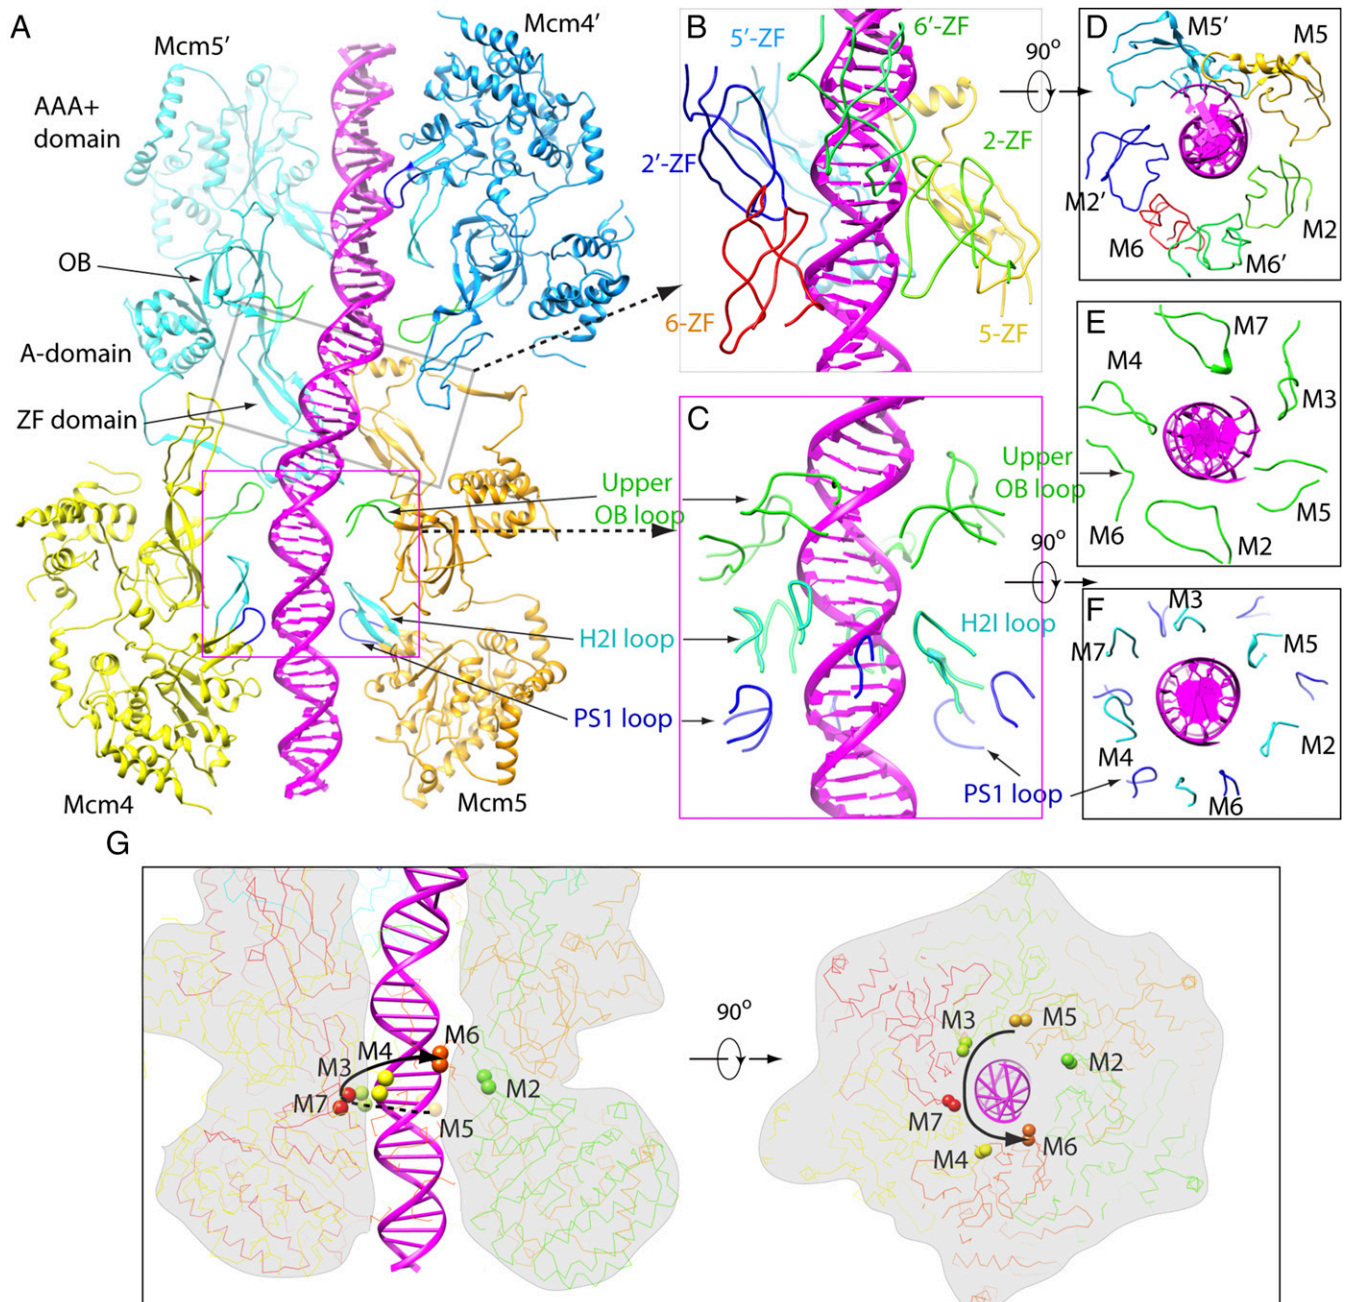 A
Mcm5′
Mcm4′
AAA+
domain
OB
A-domain
ZF domain
Upper
OB loop
H2I loop
PS1 loop
Mcm4
Mcm5
B
5′-ZF
6′-ZF
2′-ZF
2-ZF
6-ZF
5-ZF
90°
C
Upper
OB loop
H2I loop
PS1 loop
90°
D
M5′
M5
M2′
M2
M6
M6′
E
M7
M4
M3
M6
M5
M2
F
M3
M7
M5
M4
M2
M6
G
M6
M4
M3
M2
M7
M5
90°
M3
M5
M2
M7
M6
M4